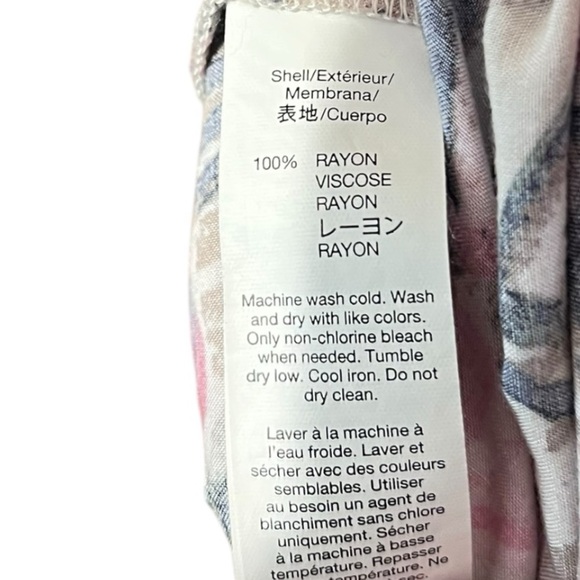 Shell/Extérieur/
Membrana/
表地/Cuerpo
100% RAYON
VISCOSE
RAYON
レーヨン
RAYON
Machine wash cold. Wash
and dry with like colors.
Only non-chlorine bleach
when needed. Tumble
dry low. Cool iron. Do not
dry clean.
Laver à la machine à
l'eau froide. Laver et
sécher avec des couleurs
semblables. Utiliser
au besoin un agent de
blanchiment sans chlore
uniquement. Sécher
à la machine à basse
température. Repasser
température. Ne